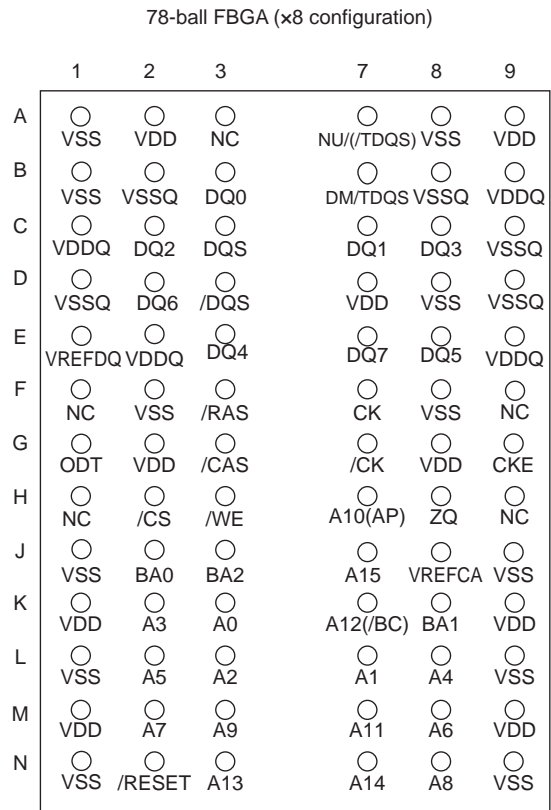 78-ball FBGA (×8 configuration)
1 2 3 7 8 9
A
VSS VDD NC NU/(/TDQS) VSS VDD
B
VSS VSSQ DQ0 DM/TDQS VSSQ VDDQ
C
VDDQ DQ2 DQS DQ1 DQ3 VSSQ
D
VSSQ DQ6 /DQS VDD VSS VSSQ
E
VREFDQ VDDQ DQ4 DQ7 DQ5 VDDQ
F
NC VSS /RAS CK VSS NC
G
ODT VDD /CAS /CK VDD CKE
H
NC /CS /WE A10(AP) ZQ NC
J
VSS BA0 BA2 A15 VREFCA VSS
K
VDD A3 A0 A12(/BC) BA1 VDD
L
VSS A5 A2 A1 A4 VSS
M
VDD A7 A9 A11 A6 VDD
N
VSS /RESET A13 A14 A8 VSS